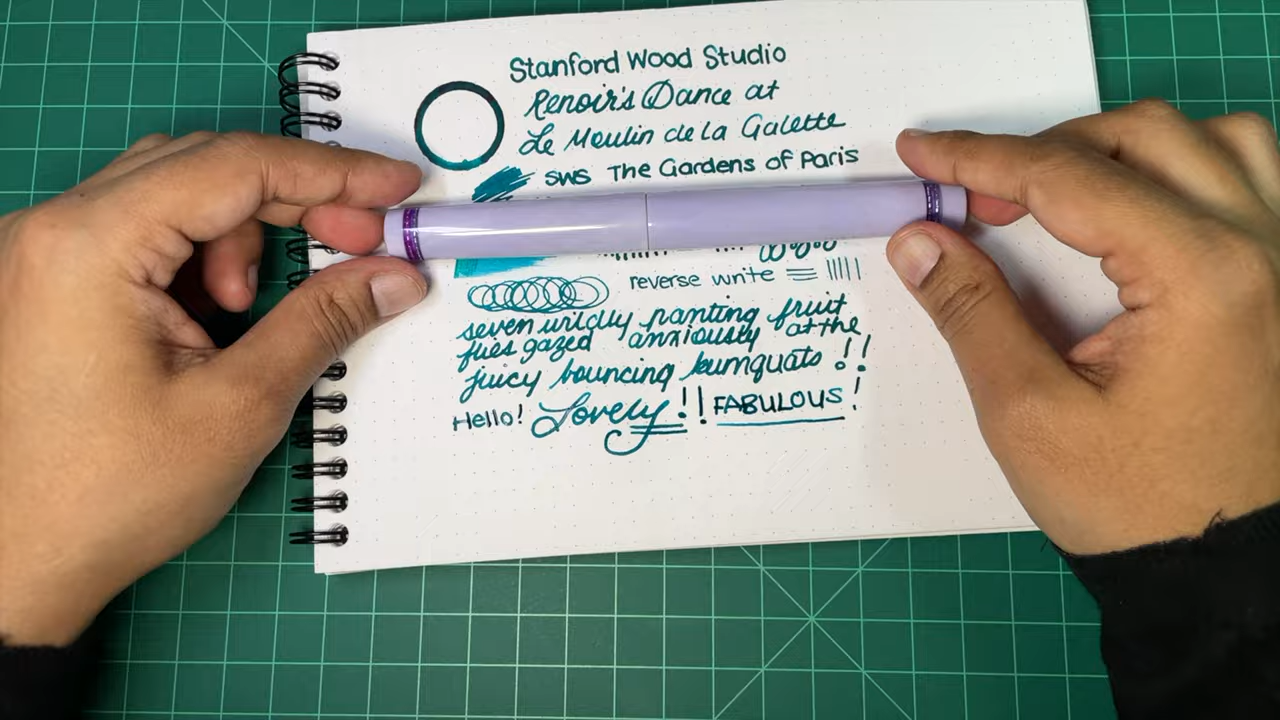 Stanford Wood Studio
Renoir's Dance at
Le Moulin de la Galette
SWS The Gardens of Paris
reverse write
seven wildly panting fruit
flies gazed anxiously at the
juicy bouncing kumquats !!
Hello! Lovely!! FABULOUS!